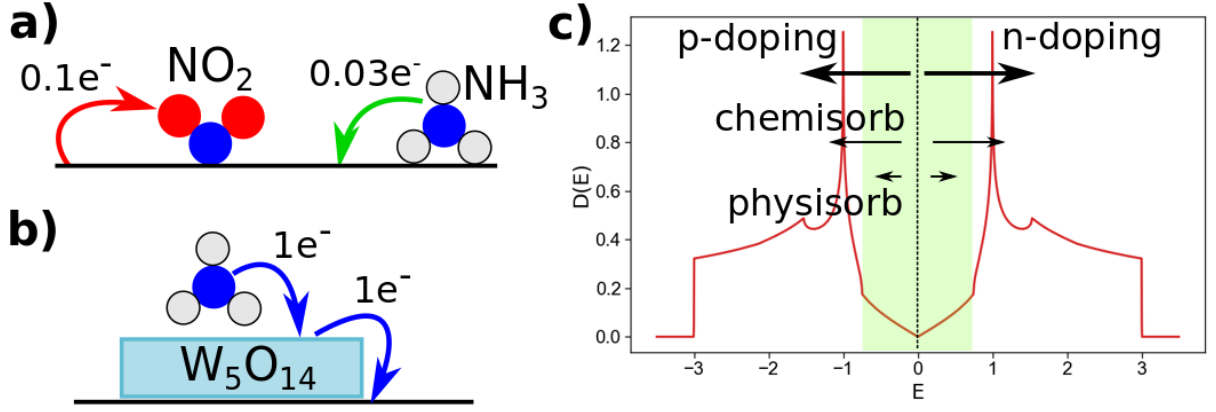 a)
0.1e⁻
NO₂
0.03e⁻
NH₃
b)
1e⁻
1e⁻
W₅O₁₄
c)
p-doping
n-doping
chemisorb
physisorb
D(E)
1.2
1.0
0.8
0.6
0.4
0.2
0.0
−3 −2 −1 0 1 2 3
E